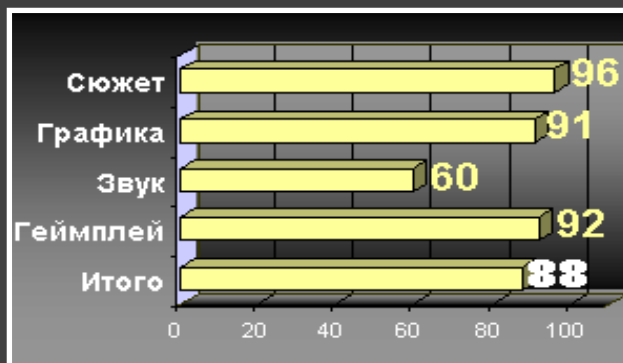 Сюжет 96
Графика 91
Звук 60
Геймплей 92
Итого 88
0 20 40 60 80 100